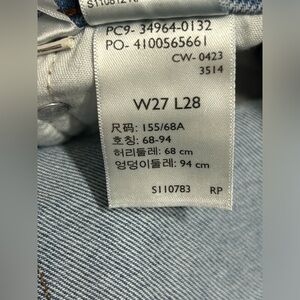 PC9- 34964-0132
PO- 4100565661
CW- 0423
3514
W27 L28
尺码: 155/68A
호칭: 68-94
허리둘레: 68 cm
엉덩이둘레: 94 cm
S110783 RP